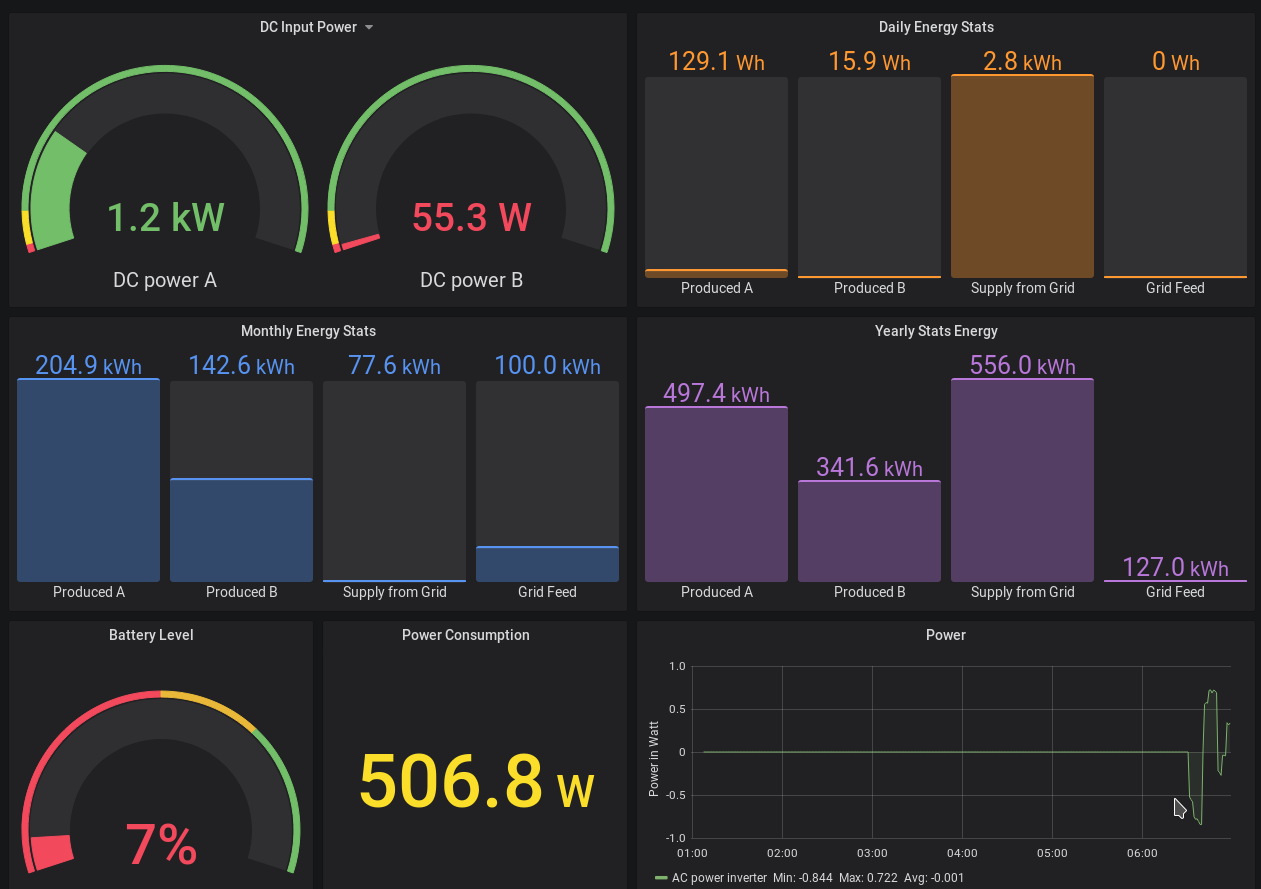 DC Input Power
1.2 kW
55.3 W
DC power A
DC power B
Daily Energy Stats
129.1 Wh
15.9 Wh
2.8 kWh
0 Wh
Produced A
Produced B
Supply from Grid
Grid Feed
Monthly Energy Stats
204.9 kWh
142.6 kWh
77.6 kWh
100.0 kWh
Produced A
Produced B
Supply from Grid
Grid Feed
Yearly Stats Energy
497.4 kWh
341.6 kWh
556.0 kWh
127.0 kWh
Produced A
Produced B
Supply from Grid
Grid Feed
Battery Level
7%
Power Consumption
506.8 W
Power
Power in Watt
1.0
0.5
0
-0.5
-1.0
01:00
02:00
03:00
04:00
05:00
06:00
AC power inverter Min: -0.844 Max: 0.722 Avg: -0.001